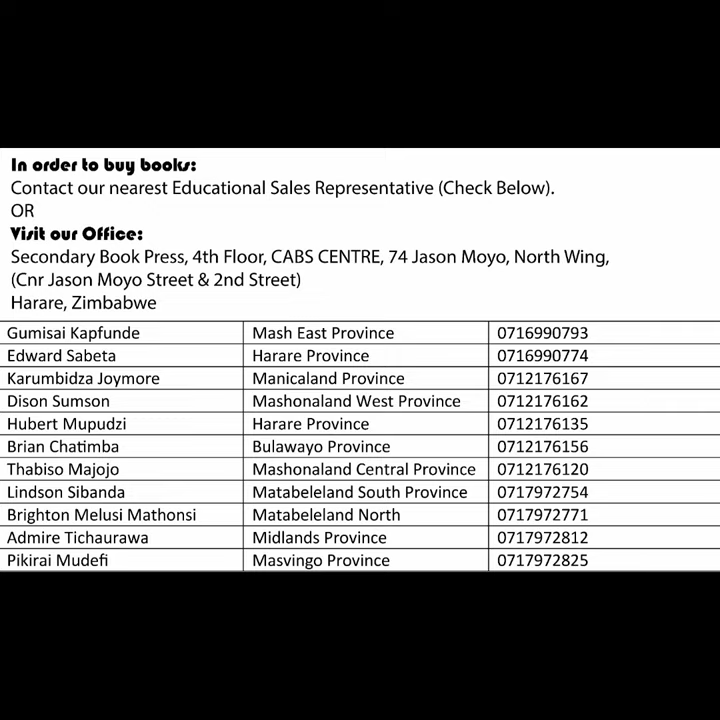 In order to buy books:
Contact our nearest Educational Sales Representative (Check Below).
OR
Visit our Office:
Secondary Book Press, 4th Floor, CABS CENTRE, 74 Jason Moyo, North Wing,
(Cnr Jason Moyo Street & 2nd Street)
Harare, Zimbabwe
Gumisai Kapfunde Mash East Province 0716990793
Edward Sabeta Harare Province 0716990774
Karumbidza Joymore Manicaland Province 0712176167
Dison Sumson Mashonaland West Province 0712176162
Hubert Mupudzi Harare Province 0712176135
Brian Chatimba Bulawayo Province 0712176156
Thabiso Majojo Mashonaland Central Province 0712176120
Lindson Sibanda Matabeleland South Province 0717972754
Brighton Melusi Mathonsi Matabeleland North 0717972771
Admire Tichaurawa Midlands Province 0717972812
Pikirai Mudefi Masvingo Province 0717972825